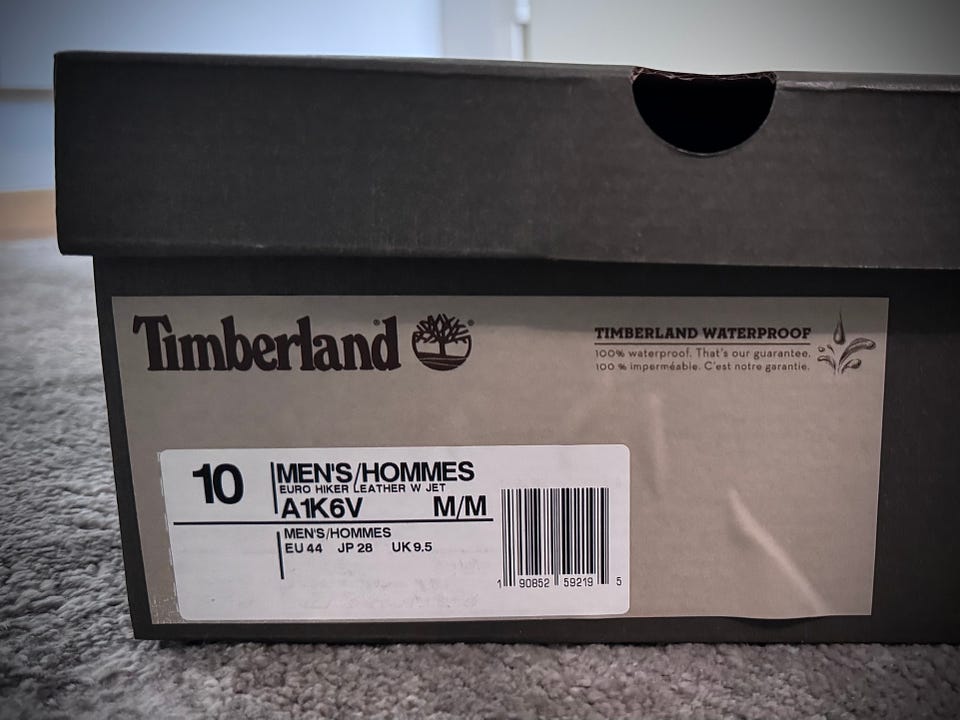 Timberland®
TIMBERLAND WATERPROOF
100% waterproof. That's our guarantee.
100 % imperméable. C'est notre garantie.
10
MEN'S/HOMMES
EURO HIKER LEATHER W JET
A1K6V M/M
MEN'S/HOMMES
EU 44 JP 28 UK 9.5
1 90852 59219 5